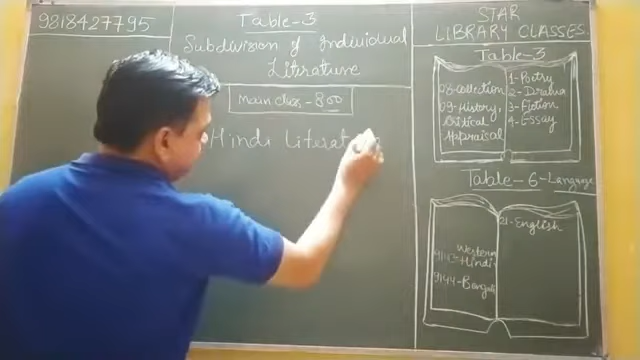 9818427795
Table-3
Subdivision of Individual
Literature
Main class - 800
Hindi Literat
STAR
LIBRARY CLASSES
Table-3
08-Collection
09-History,
Critical
Appraisal
1-Poetry
2-Drama
3-Fiction
4-Essay
Table-6-Language
Western
9143-Hindi
9144-Bengali
21-English